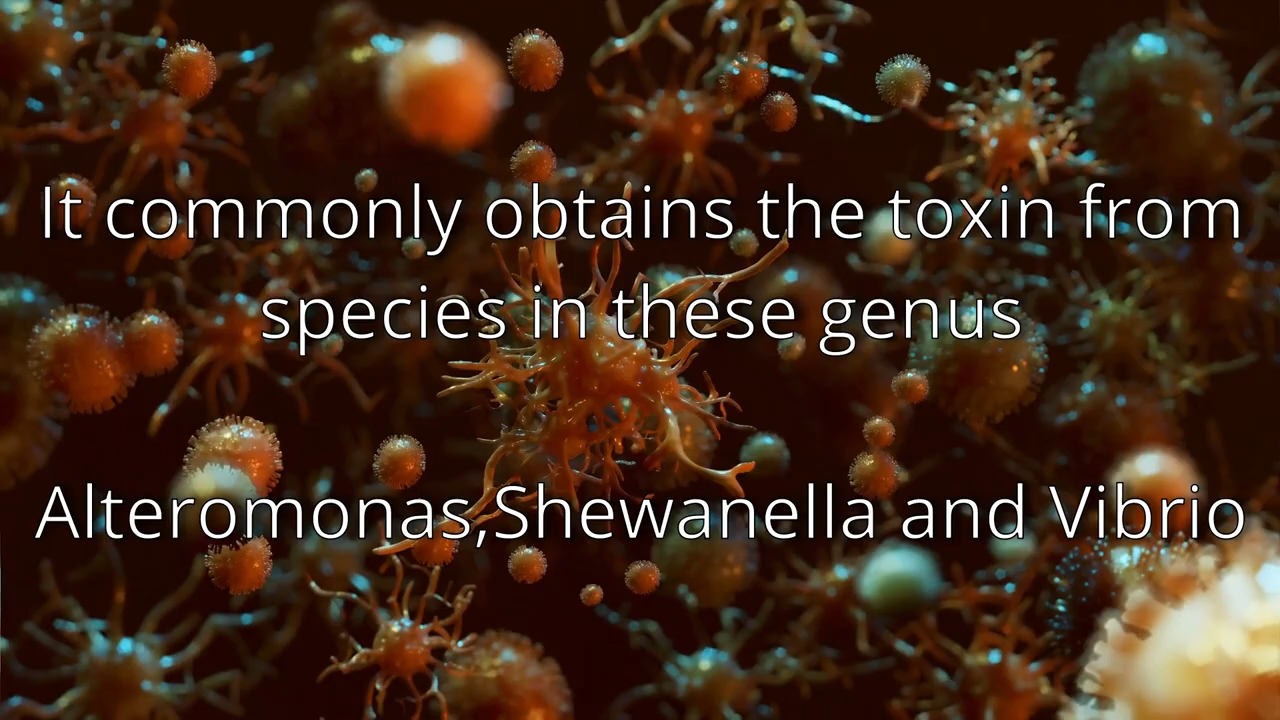 It commonly obtains the toxin from
species in these genus
Alteromonas,Shewanella and Vibrio